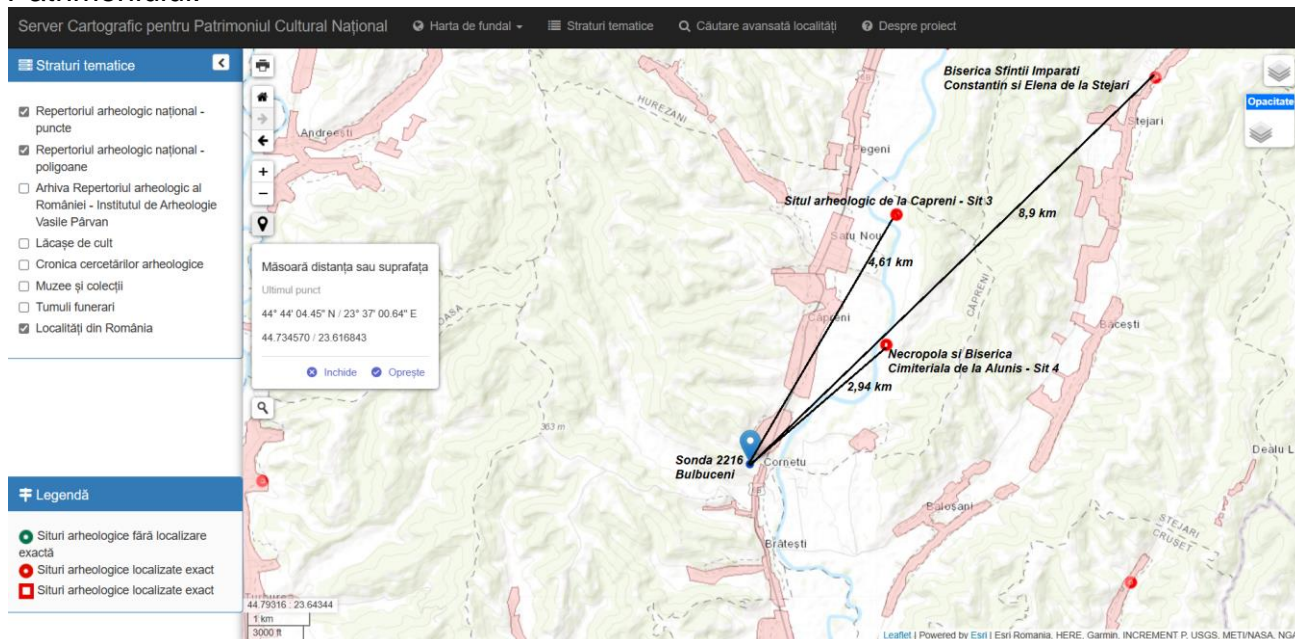 Patrimoniului.
Server Cartografic pentru Patrimoniul Cultural Național
Harta de fundal
Straturi tematice
Căutare avansată localități
Despre proiect
Straturi tematice
Repertoriul arheologic național -
puncte
Repertoriul arheologic național -
poligoane
Arhiva Repertoriul arheologic al
României - Institutul de Arheologie
Vasile Pârvan
Lăcașe de cult
Cronica cercetărilor arheologice
Muzee și colecții
Tumuli funerari
Localități din România
Legendă
Situri arheologice fără localizare
exactă
Situri arheologice localizate exact
Situri arheologice localizate exact
+
−
Măsoară distanța sau suprafața
Ultimul punct
44° 44' 04.45" N / 23° 37' 00.64" E
44.734570 / 23.616843
Închide
Oprește
Opacitate
Biserica Sfintii Imparati
Constantin si Elena de la Stejari
HUREZANI
Andreești
Stejari
Pegeni
Situl arheologic de la Capreni - Sit 3
8,9 km
Satu Nou
4,61 km
CĂPRENI
Căpreni
Băcești
Necropola si Biserica
Cimiteriala de la Alunis - Sit 4
2,94 km
363 m
Sonda 2216
Bulbuceni
Cornetu
Dealu L
Baloșani
STEJARI
CRUȘEȚ
Brătești
44.79316 : 23.64344
1 km
3000 ft
Leaflet | Powered by Esri | Esri Romania, HERE, Garmin, INCREMENT P, USGS, METI/NASA, NGA